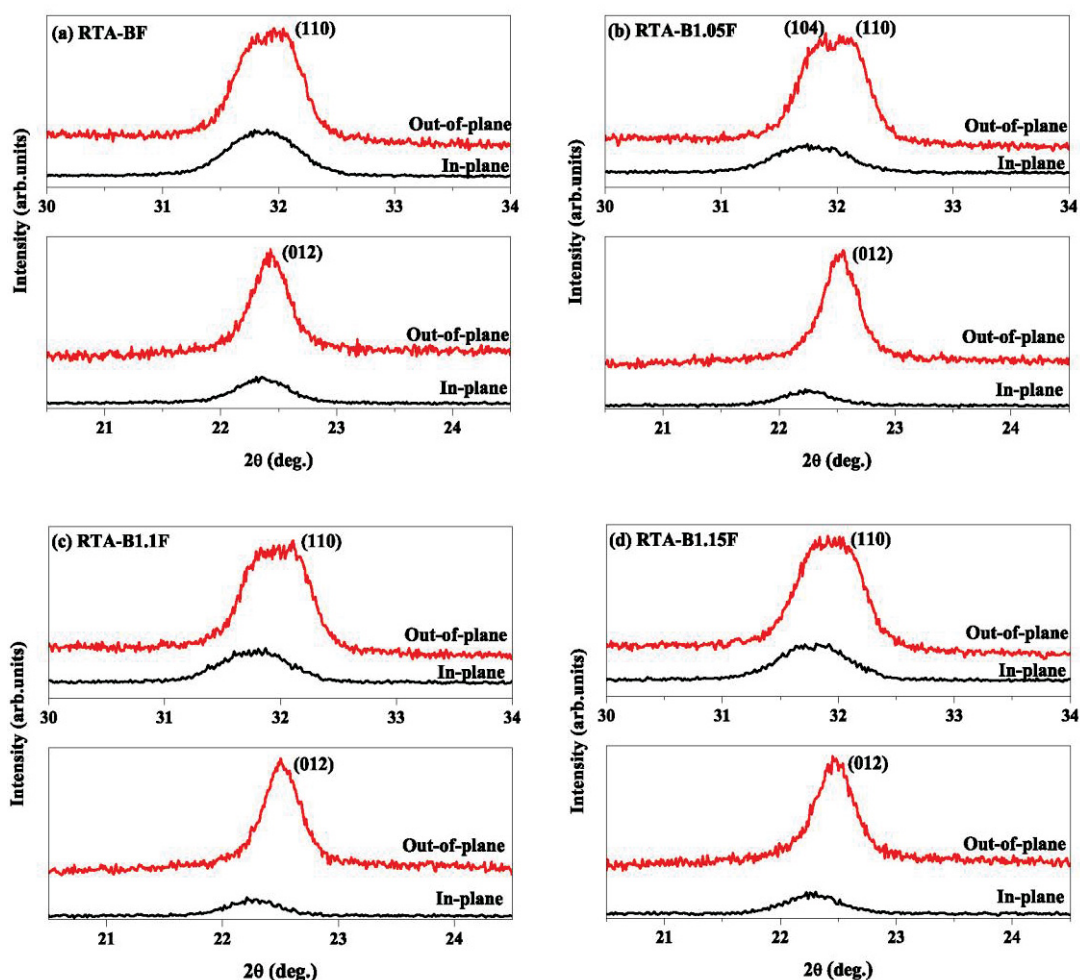 (a) RTA-BF
(110)
Out-of-plane
In-plane
30 31 32 33 34
(012)
Out-of-plane
In-plane
21 22 23 24
Intensity (arb.units)
2θ (deg.)
(b) RTA-B1.05F
(104) (110)
Out-of-plane
In-plane
30 31 32 33 34
(012)
Out-of-plane
In-plane
21 22 23 24
Intensity (arb.units)
2θ (deg.)
(c) RTA-B1.1F
(110)
Out-of-plane
In-plane
30 31 32 33 34
(012)
Out-of-plane
In-plane
21 22 23 24
Intensity (arb.units)
2θ (deg.)
(d) RTA-B1.15F
(110)
Out-of-plane
In-plane
30 31 32 33 34
(012)
Out-of-plane
In-plane
21 22 23 24
Intensity (arb.units)
2θ (deg.)